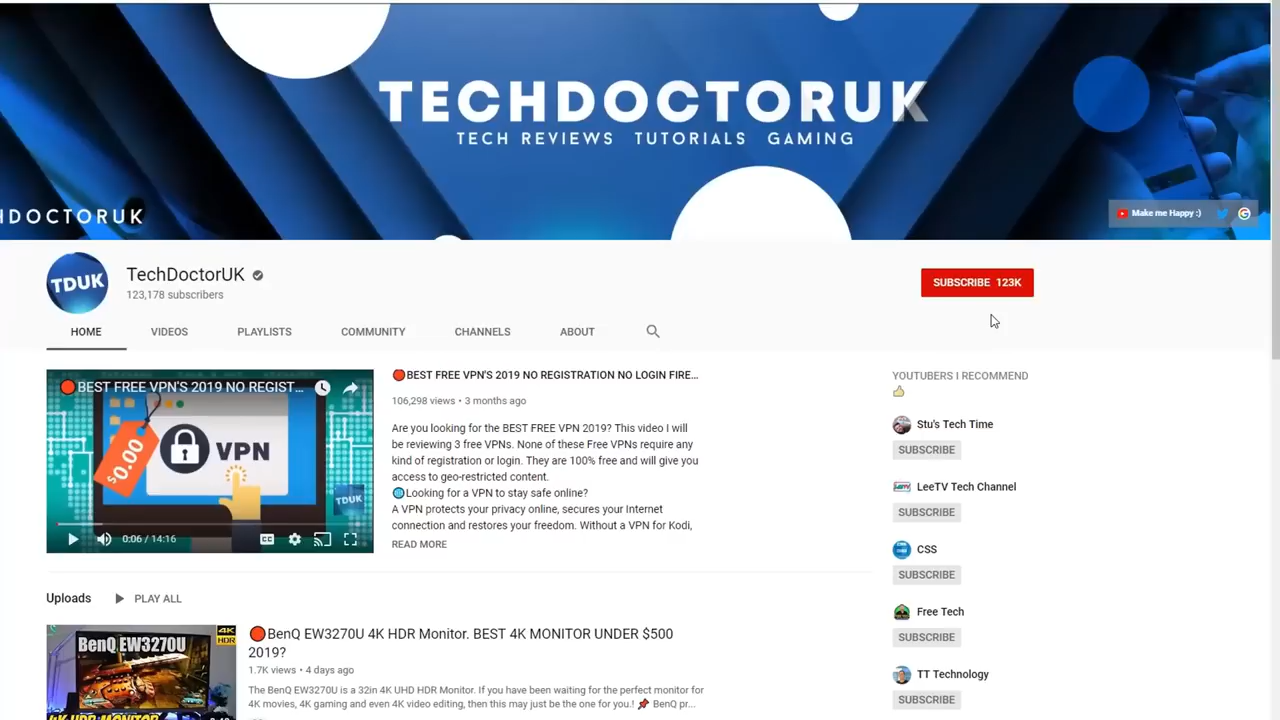 TECHDOCTORUK
TECH REVIEWS TUTORIALS GAMING
HDOCTORUK
Make me Happy :)
TDUK
TechDoctorUK
123,178 subscribers
SUBSCRIBE 123K
HOME VIDEOS PLAYLISTS COMMUNITY CHANNELS ABOUT
BEST FREE VPN'S 2019 NO REGIST...
$0.00
VPN
TDUK
0:06 / 14:16
CC
BEST FREE VPN'S 2019 NO REGISTRATION NO LOGIN FIRE...
106,298 views • 3 months ago
Are you looking for the BEST FREE VPN 2019? This video I will
be reviewing 3 free VPNs. None of these Free VPNs require any
kind of registration or login. They are 100% free and will give you
access to geo-restricted content.
Looking for a VPN to stay safe online?
A VPN protects your privacy online, secures your Internet
connection and restores your freedom. Without a VPN for Kodi,
READ MORE
YOUTUBERS I RECOMMEND
Stu's Tech Time
SUBSCRIBE
LeeTV Tech Channel
SUBSCRIBE
CSS
SUBSCRIBE
Free Tech
SUBSCRIBE
TT Technology
SUBSCRIBE
Uploads PLAY ALL
BenQ EW3270U
4K
HDR
4K HDR MONITOR
BenQ EW3270U 4K HDR Monitor. BEST 4K MONITOR UNDER $500
2019?
1.7K views • 4 days ago
The BenQ EW3270U is a 32in 4K UHD HDR Monitor. If you have been waiting for the perfect monitor for
4K movies, 4K gaming and even 4K video editing, then this may just be the one for you.! BenQ pr...